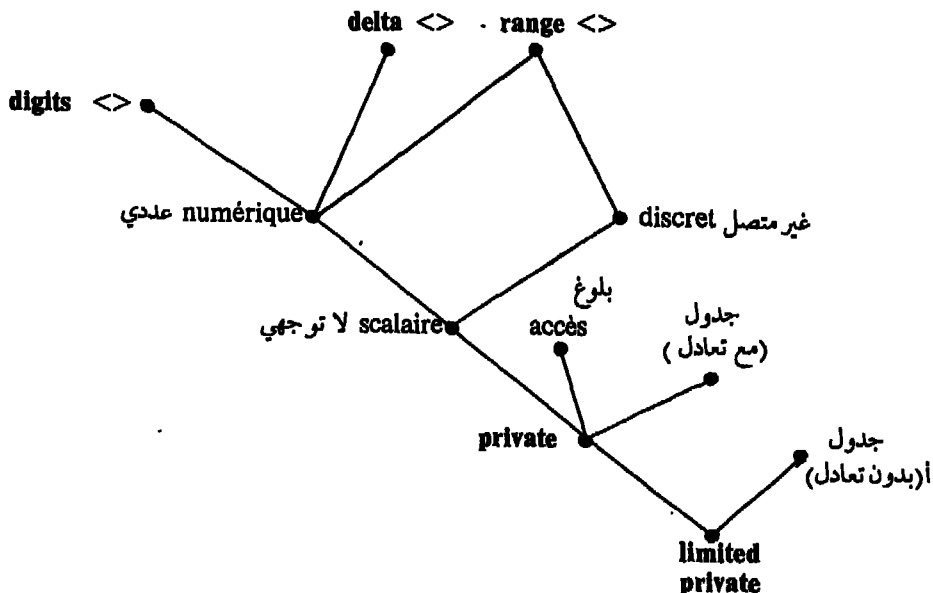 delta <> range <>
digits <>
عددي numérique
discret غير متصل
بلوغ
accès
لا توجهي scalaire
جدول
(مع تعادل)
private
جدول
أ(بدون تعادل)
limited
private